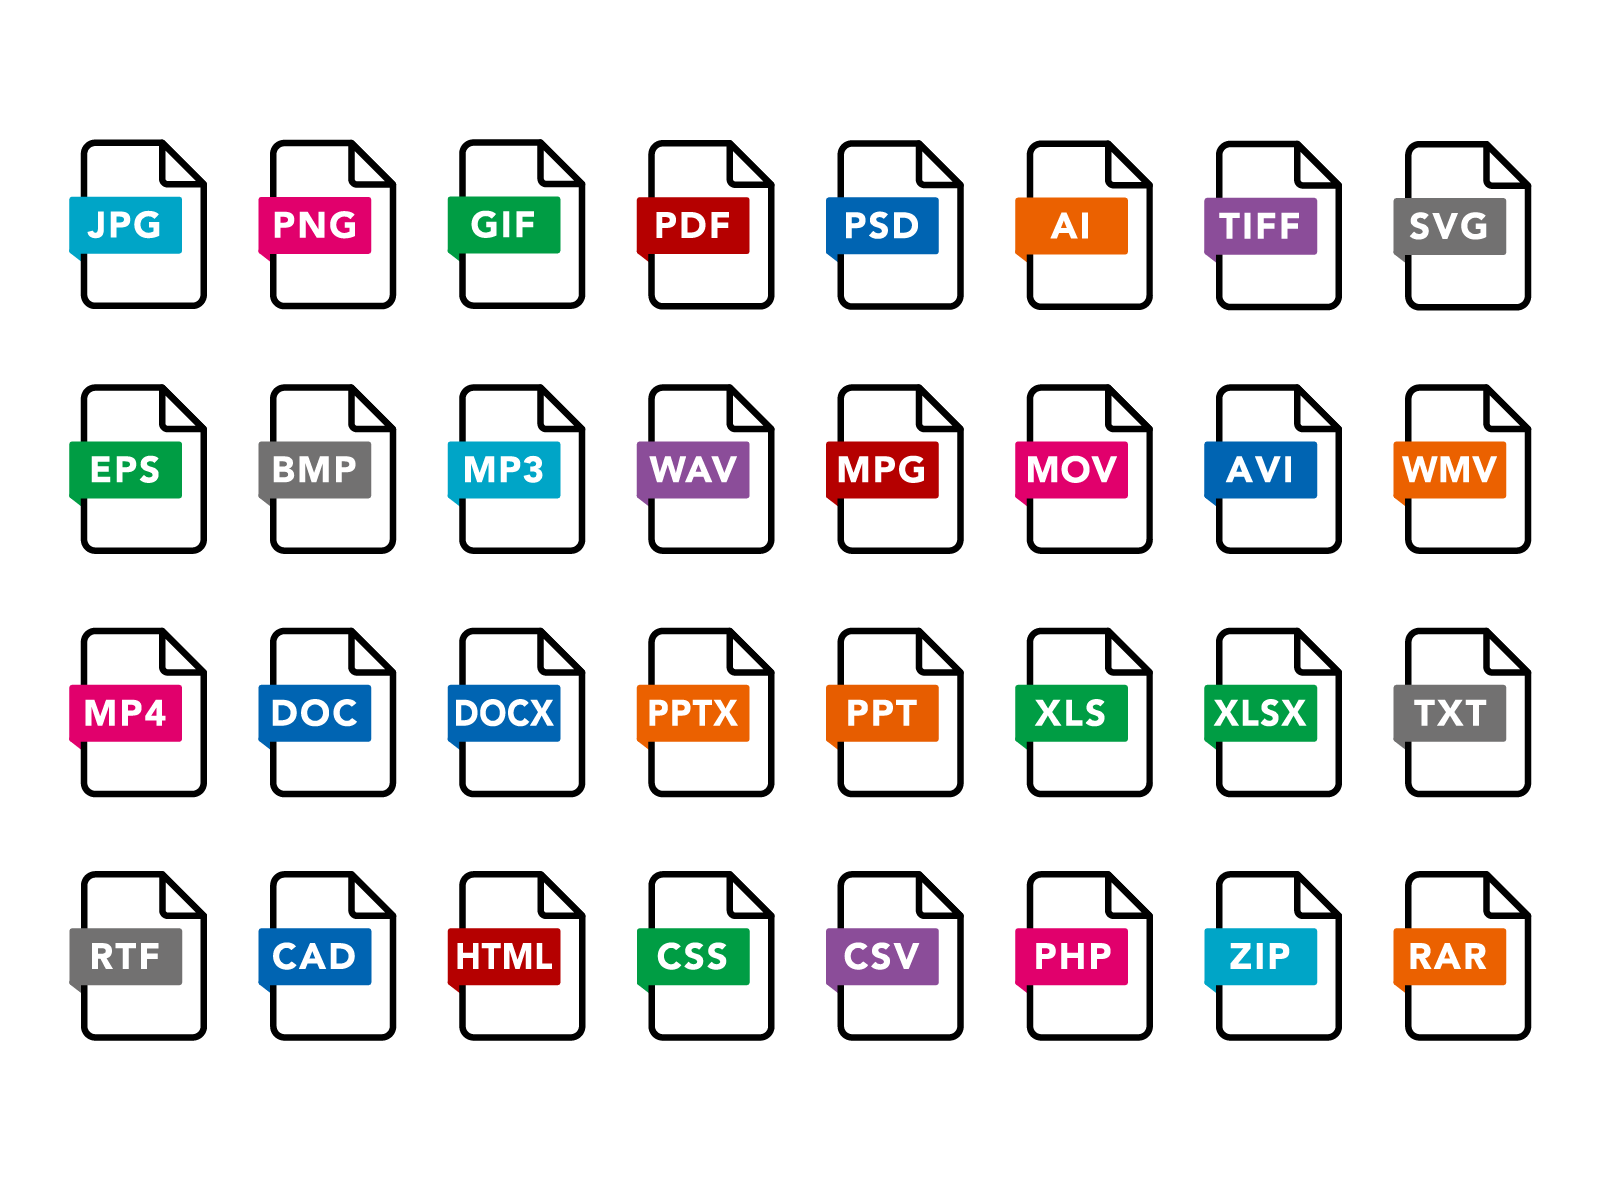 JPG PNG GIF PDF PSD AI TIFF SVG
EPS BMP MP3 WAV MPG MOV AVI WMV
MP4 DOC DOCX PPTX PPT XLS XLSX TXT
RTF CAD HTML CSS CSV PHP ZIP RAR